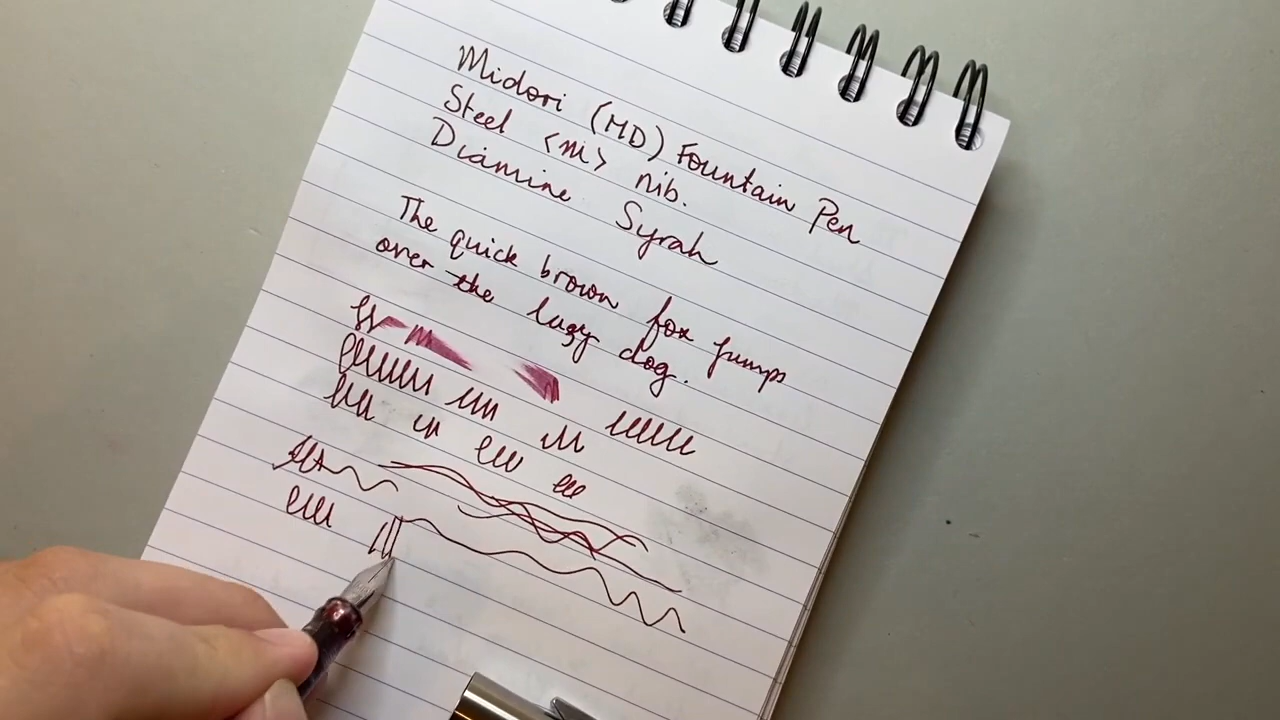 Midori (MD) Fountain Pen
Steel <M> nib.
Diamine Syrah
The quick brown fox jumps
over the lazy dog.